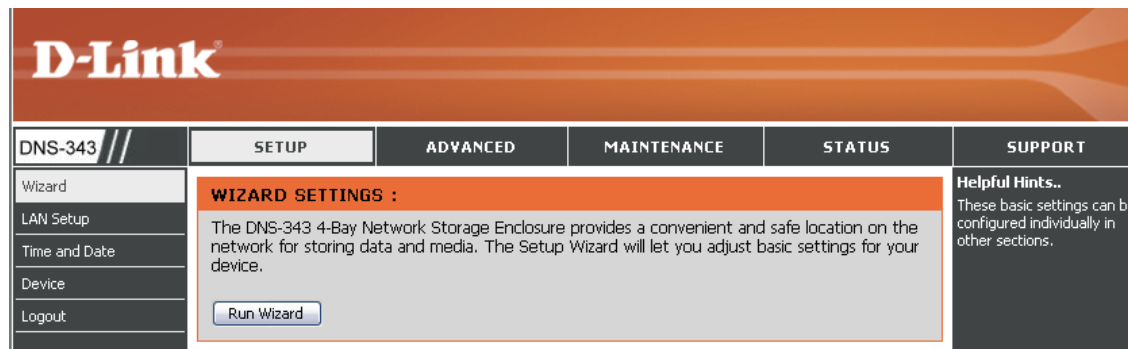 D-Link®
DNS-343
SETUP
ADVANCED
MAINTENANCE
STATUS
SUPPORT
Wizard
LAN Setup
Time and Date
Device
Logout
WIZARD SETTINGS :
The DNS-343 4-Bay Network Storage Enclosure provides a convenient and safe location on the
network for storing data and media. The Setup Wizard will let you adjust basic settings for your
device.
Run Wizard
Helpful Hints..
These basic settings can b
configured individually in
other sections.